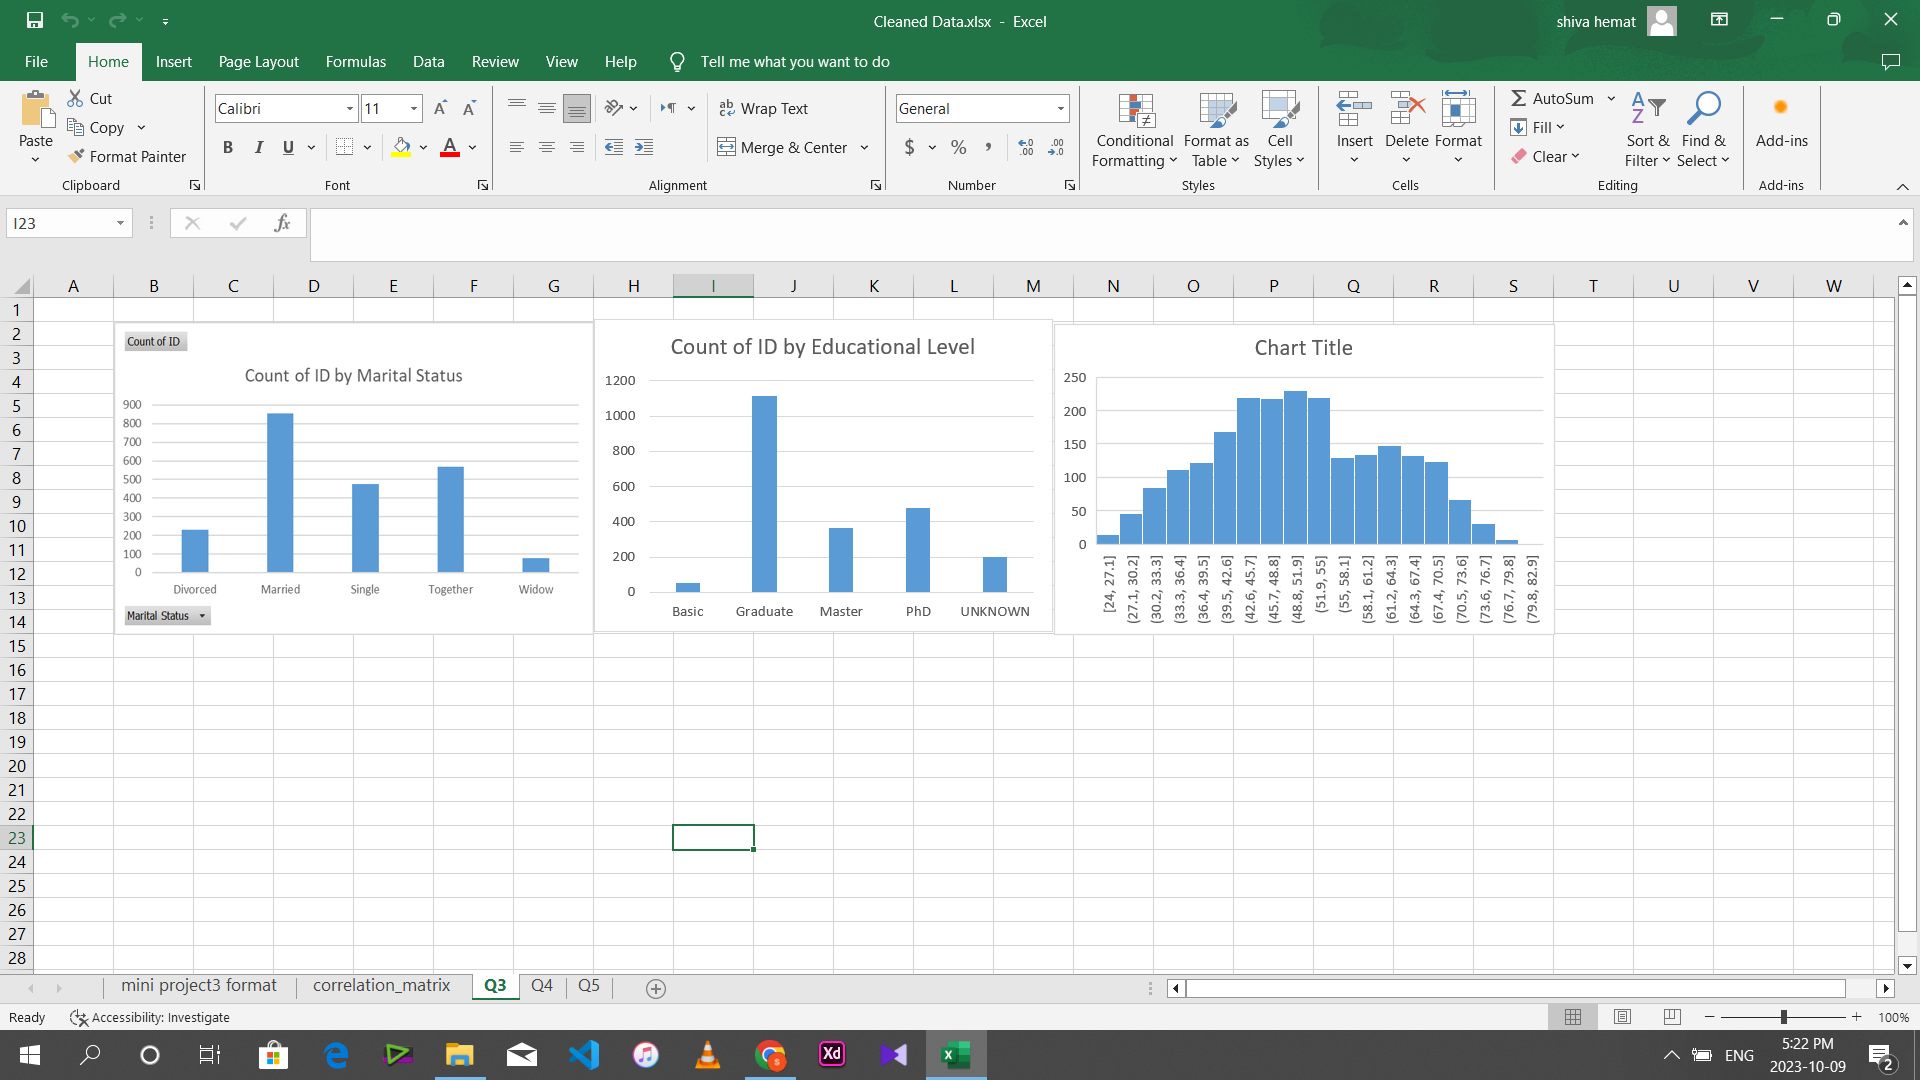 Cleaned Data.xlsx - Excel
shiva hemat
File Home Insert Page Layout Formulas Data Review View Help Tell me what you want to do
Paste
Cut
Copy
Format Painter
Clipboard
Calibri 11
B I U A
Font
Wrap Text
Merge & Center
Alignment
General
$ % ,
Number
Conditional Formatting
Format as Table
Cell Styles
Styles
Insert Delete Format
Cells
AutoSum
Fill
Clear
Sort & Filter
Find & Select
Editing
Add-ins
Add-ins
I23
fx
A B C D E F G H I J K L M N O P Q R S T U V W
1
2
3
4
5
6
7
8
9
10
11
12
13
14
15
16
17
18
19
20
21
22
23
24
25
26
27
28
Count of ID
Count of ID by Marital Status
900
800
700
600
500
400
300
200
100
0
Divorced Married Single Together Widow
Marital Status
Count of ID by Educational Level
1200
1000
800
600
400
200
0
Basic Graduate Master PhD UNKNOWN
Chart Title
250
200
150
100
50
0
[24, 27.1]
(27.1, 30.2]
(30.2, 33.3]
(33.3, 36.4]
(36.4, 39.5]
(39.5, 42.6]
(42.6, 45.7]
(45.7, 48.8]
(48.8, 51.9]
(51.9, 55]
(55, 58.1]
(58.1, 61.2]
(61.2, 64.3]
(64.3, 67.4]
(67.4, 70.5]
(70.5, 73.6]
(73.6, 76.7]
(76.7, 79.8]
(79.8, 82.9]
mini project3 format correlation_matrix Q3 Q4 Q5
Ready Accessibility: Investigate
100%
Xd
ENG
5:22 PM
2023-10-09
2